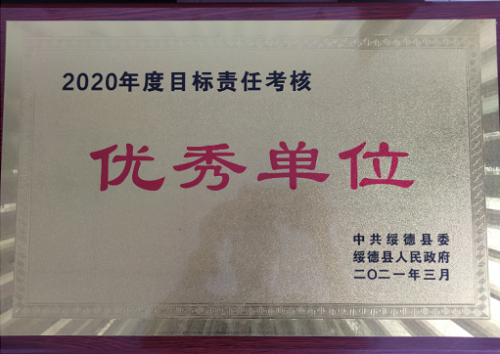 2020年度目标责任考核
优秀单位
中共绥德县委
绥德县人民政府
二〇二一年三月